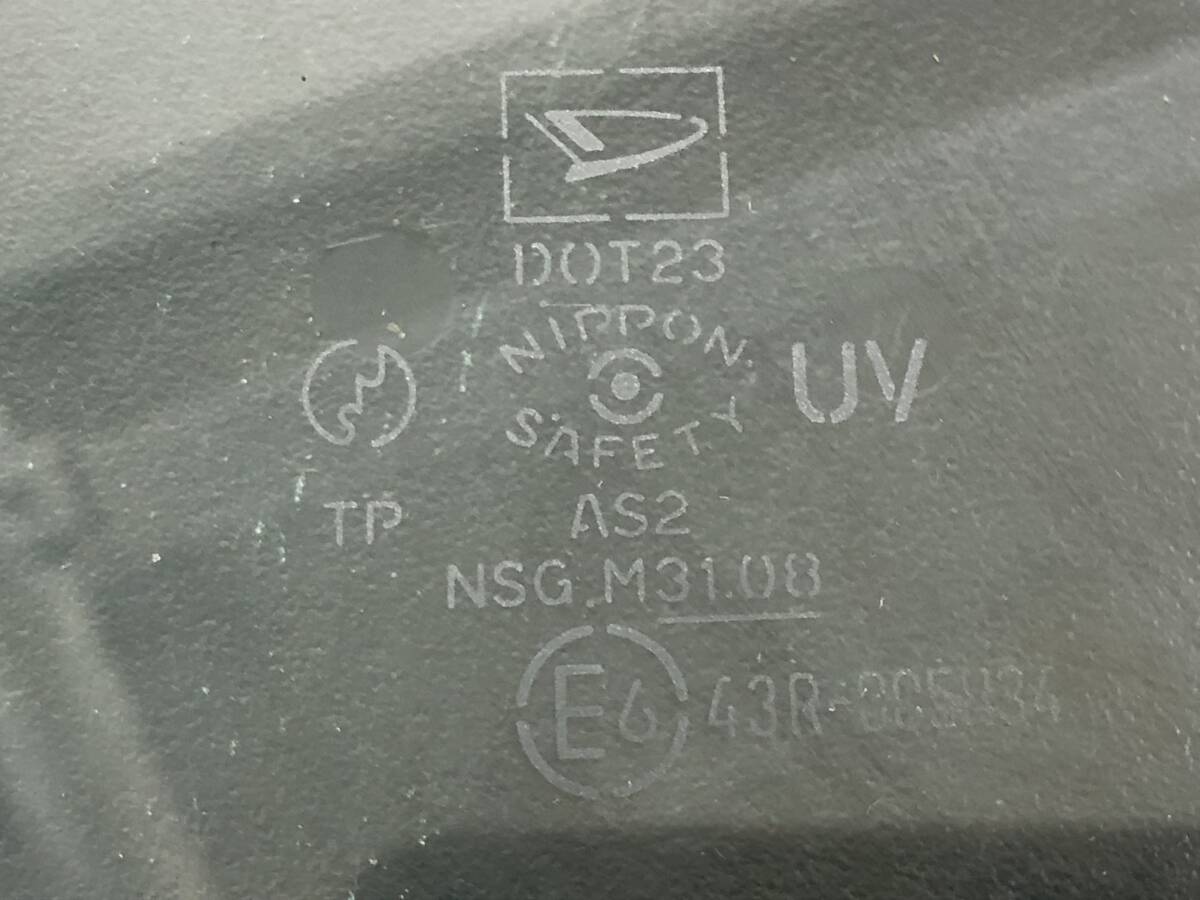 DOT23
NIPPON
SAFETY
UV
TP
AS2
NSG M31.08
E6 43R-